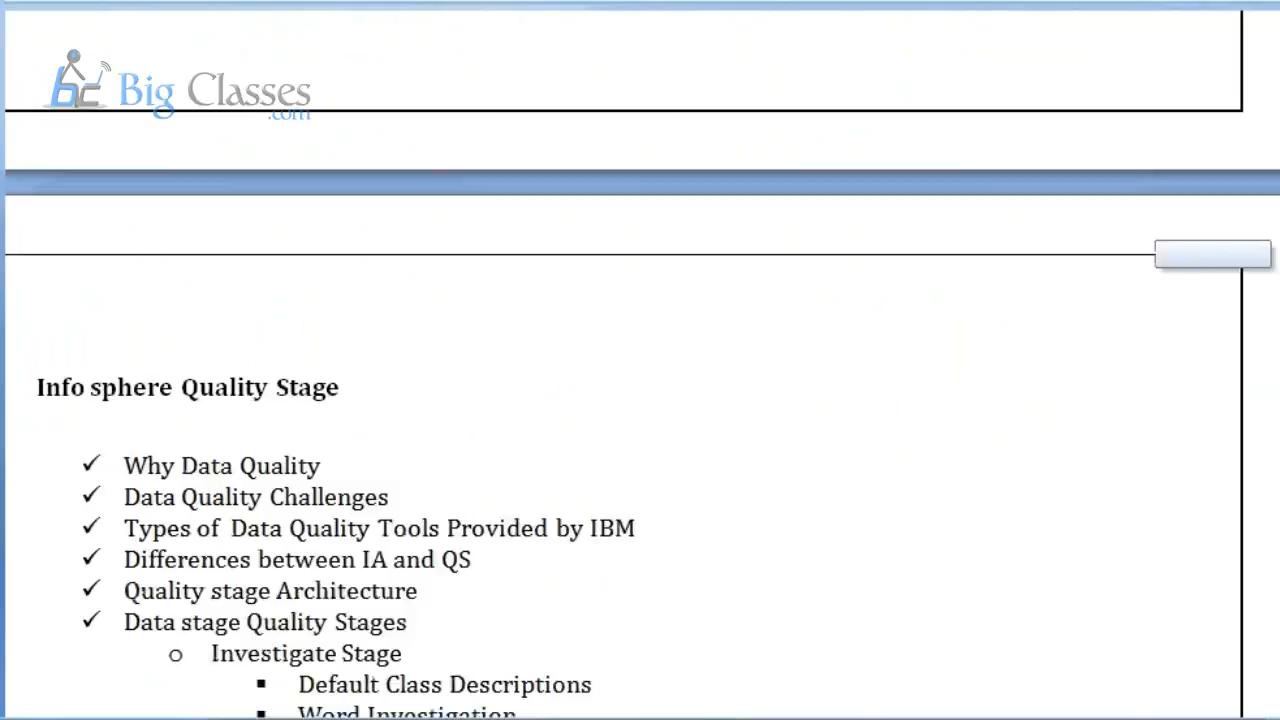 Big Classes
.com
Info sphere Quality Stage
✓ Why Data Quality
✓ Data Quality Challenges
✓ Types of Data Quality Tools Provided by IBM
✓ Differences between IA and QS
✓ Quality stage Architecture
✓ Data stage Quality Stages
o Investigate Stage
▪ Default Class Descriptions
▪ Word Investigation